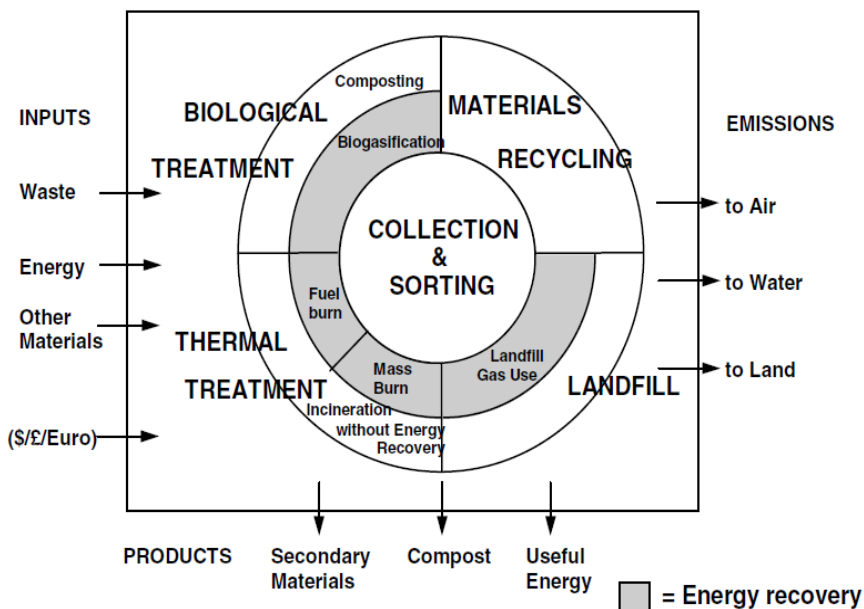 INPUTS
Waste
Energy
Other
Materials
($/£/Euro)
BIOLOGICAL
TREATMENT
Composting
Biogasification
MATERIALS
RECYCLING
COLLECTION
&
SORTING
Fuel
burn
THERMAL
TREATMENT
Mass
Burn
Incineration
without Energy
Recovery
Landfill
Gas Use
LANDFILL
EMISSIONS
to Air
to Water
to Land
PRODUCTS
Secondary
Materials
Compost
Useful
Energy
= Energy recovery